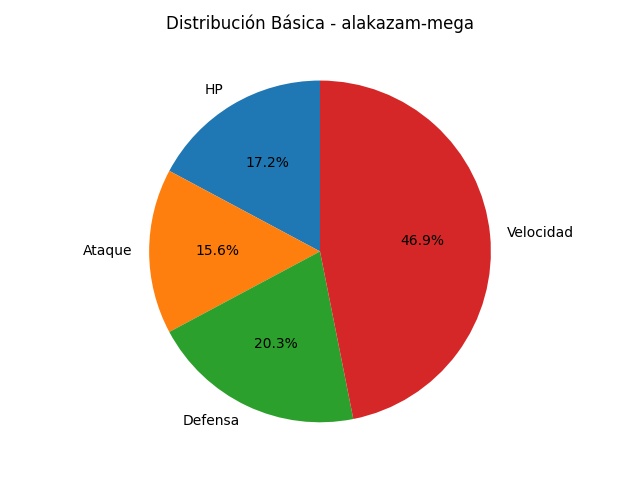 Distribución Básica - alakazam-mega
HP
17.2%
46.9%
Velocidad
Ataque
15.6%
20.3%
Defensa